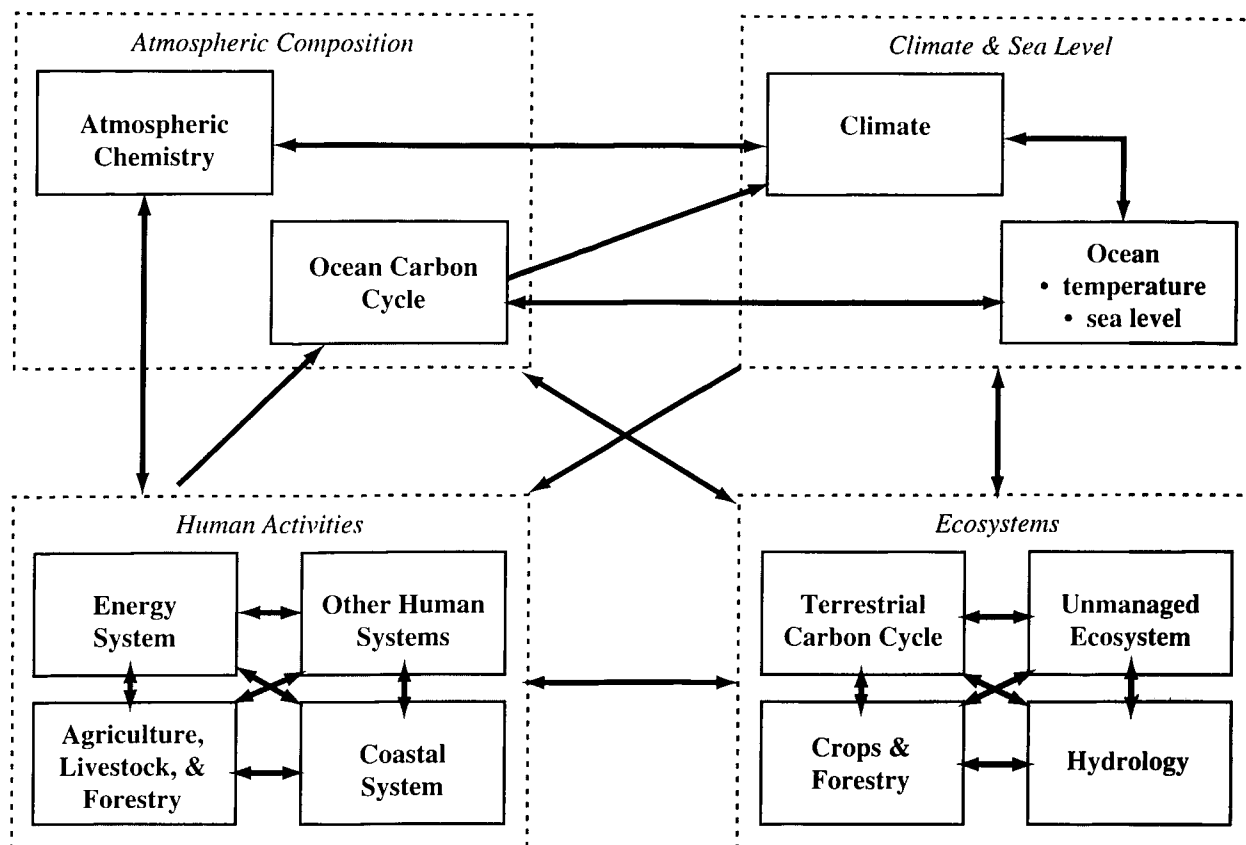 Atmospheric Composition
Atmospheric
Chemistry
Ocean Carbon
Cycle
Climate & Sea Level
Climate
Ocean
• temperature
• sea level
Human Activities
Energy
System
Other Human
Systems
Agriculture,
Livestock, &
Forestry
Coastal
System
Ecosystems
Terrestrial
Carbon Cycle
Unmanaged
Ecosystem
Crops &
Forestry
Hydrology